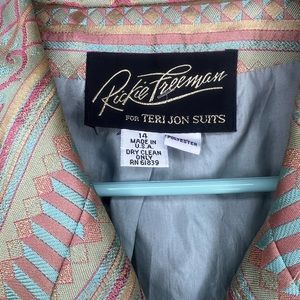 Rickie Freeman
FOR TERI JON SUITS
14
MADE IN
U.S.A.
DRY CLEAN
ONLY
RN 61839
POLYESTER